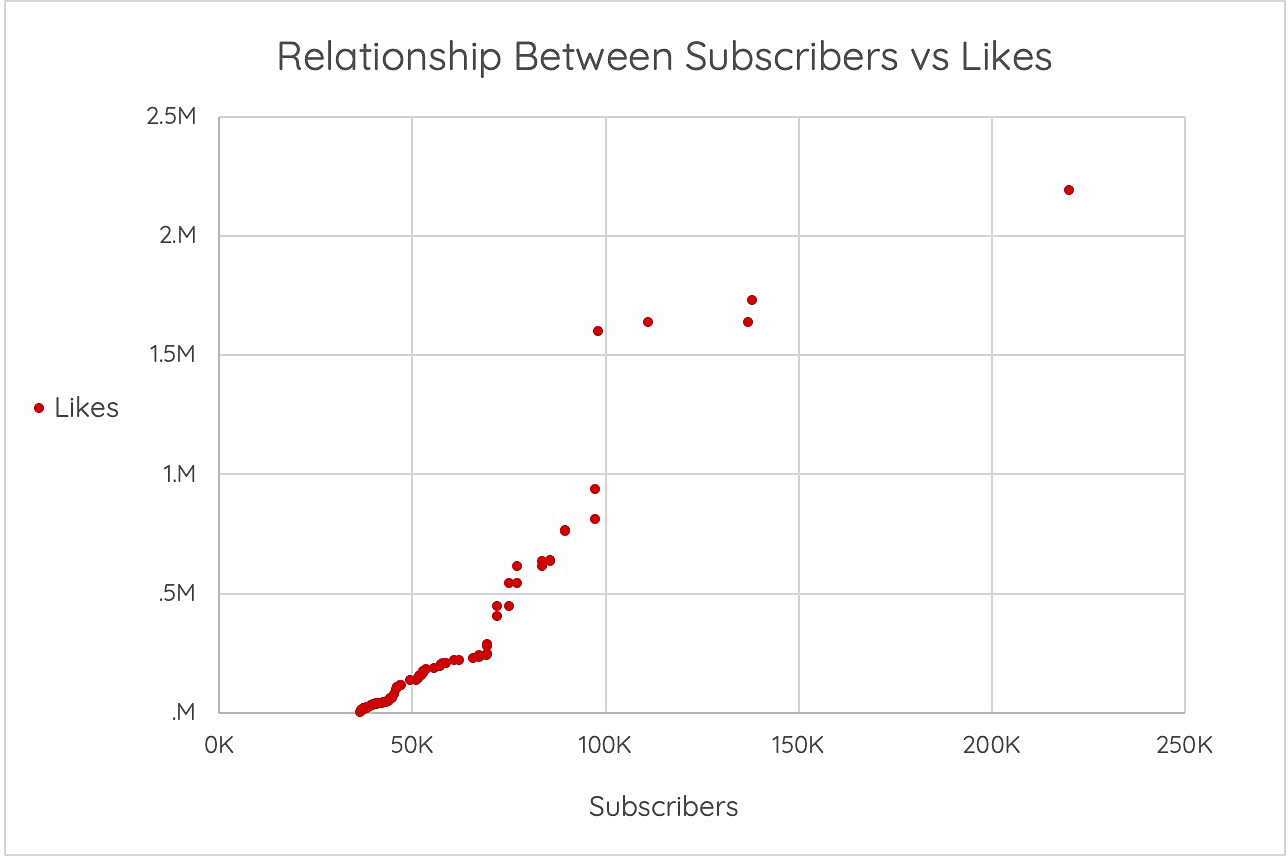 Relationship Between Subscribers vs Likes
2.5M
2.M
1.5M
1.M
.5M
.M
Likes
0K 50K 100K 150K 200K 250K
Subscribers